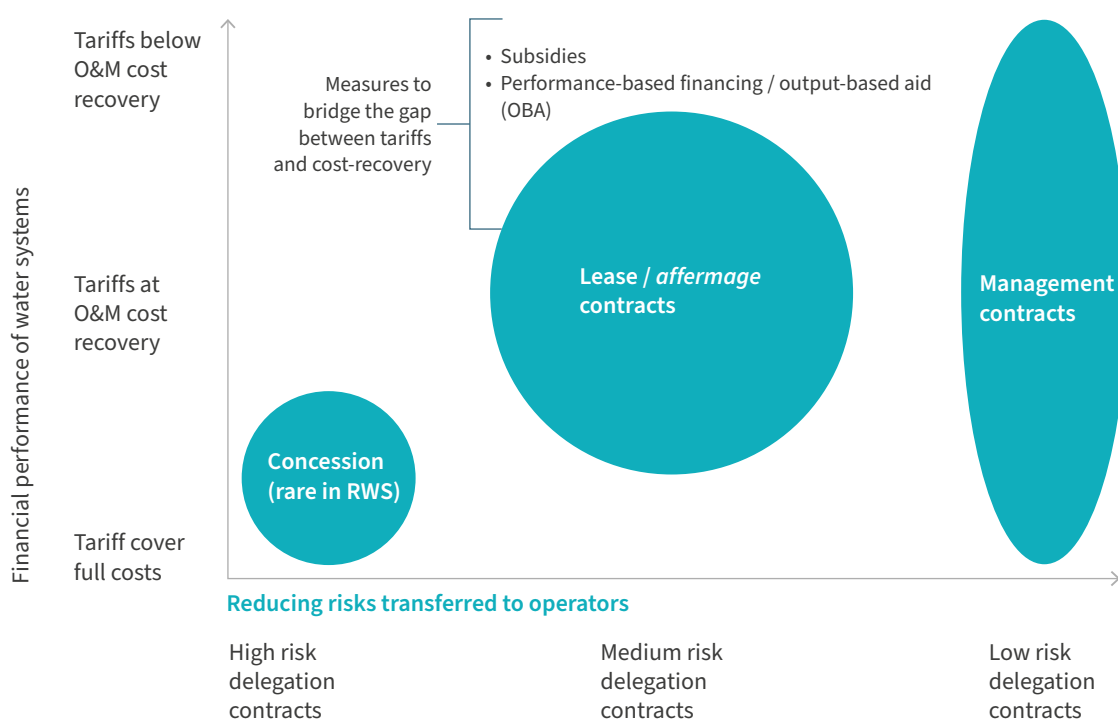 Financial performance of water systems
Tariffs below
O&M cost
recovery
Measures to
bridge the gap
between tariffs
and cost-recovery
• Subsidies
• Performance-based financing / output-based aid
(OBA)
Tariffs at
O&M cost
recovery
Lease / affermage
contracts
Management
contracts
Concession
(rare in RWS)
Tariff cover
full costs
Reducing risks transferred to operators
High risk
delegation
contracts
Medium risk
delegation
contracts
Low risk
delegation
contracts